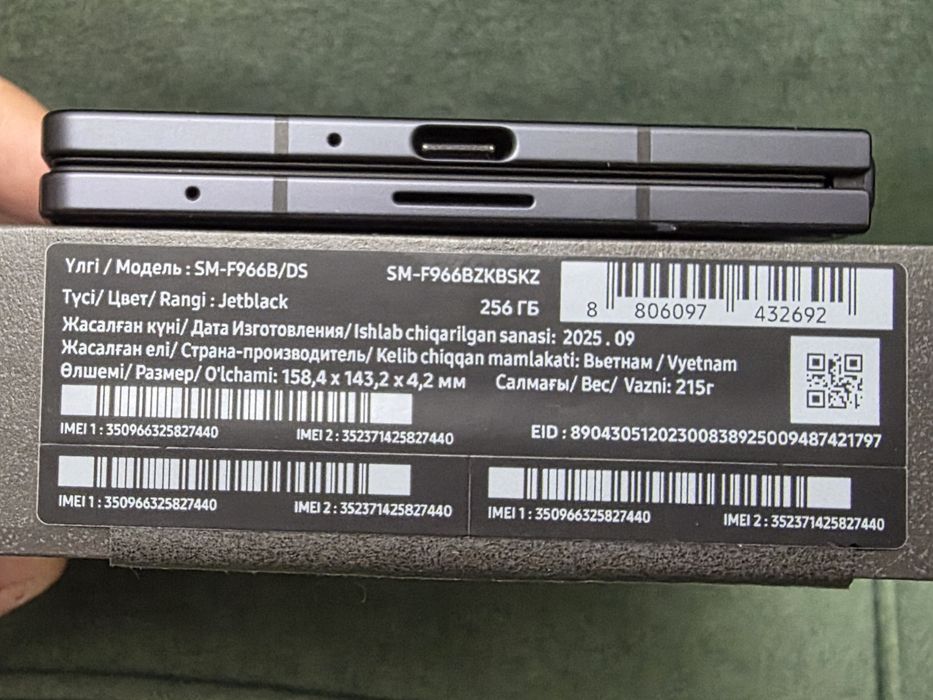 Үлгі / Модель : SM-F966B/DS SM-F966BZKBSKZ
Түсі/ Цвет/ Rangi : Jetblack 256 ГБ
8 806097 432692
Жасалған күні/ Дата Изготовления/ Ishlab chiqarilgan sanasi: 2025 . 09
Жасалған елі/ Страна-производитель/ Kelib chiqqan mamlakati: Вьетнам / Vyetnam
Өлшемі/ Размер/ O'lchami: 158,4 x 143,2 x 4,2 мм Салмағы/ Вес/ Vazni: 215г
IMEI 1 : 350966325827440 IMEI 2 : 352371425827440
EID : 89043051202300838925009487421797
IMEI 1 : 350966325827440 IMEI 2 : 352371425827440
IMEI 1 : 350966325827440 IMEI 2 : 352371425827440